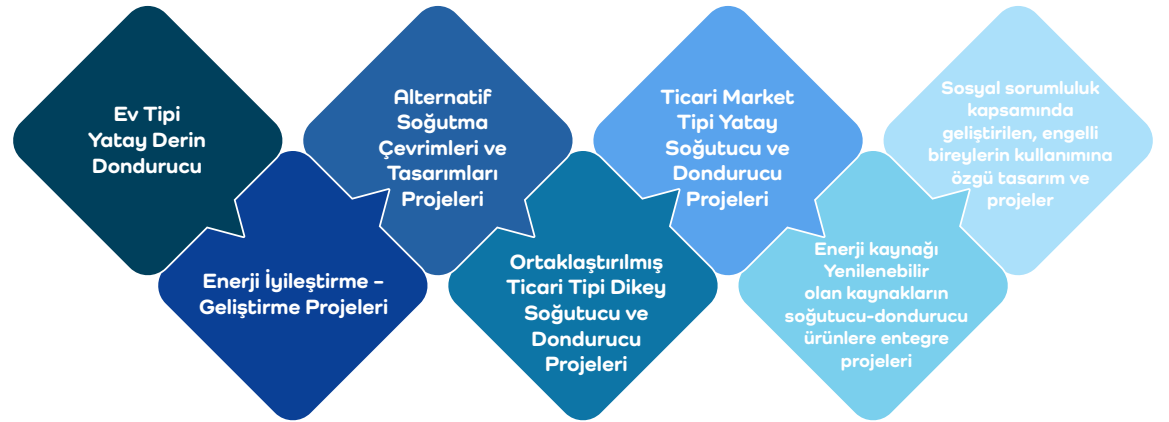 Ev Tipi
Yatay Derin
Dondurucu
Enerji İyileştirme –
Geliştirme Projeleri
Alternatif
Soğutma
Çevrimleri ve
Tasarımları
Projeleri
Ortaklaştırılmış
Ticari Tipi Dikey
Soğutucu ve
Dondurucu
Projeleri
Ticari Market
Tipi Yatay
Soğutucu ve
Dondurucu
Projeleri
Enerji kaynağı
Yenilenebilir
olan kaynakların
soğutucu-dondurucu
ürünlere entegre
projeleri
Sosyal sorumluluk
kapsamında
geliştirilen, engelli
bireylerin kullanımına
özgü tasarım ve
projeler